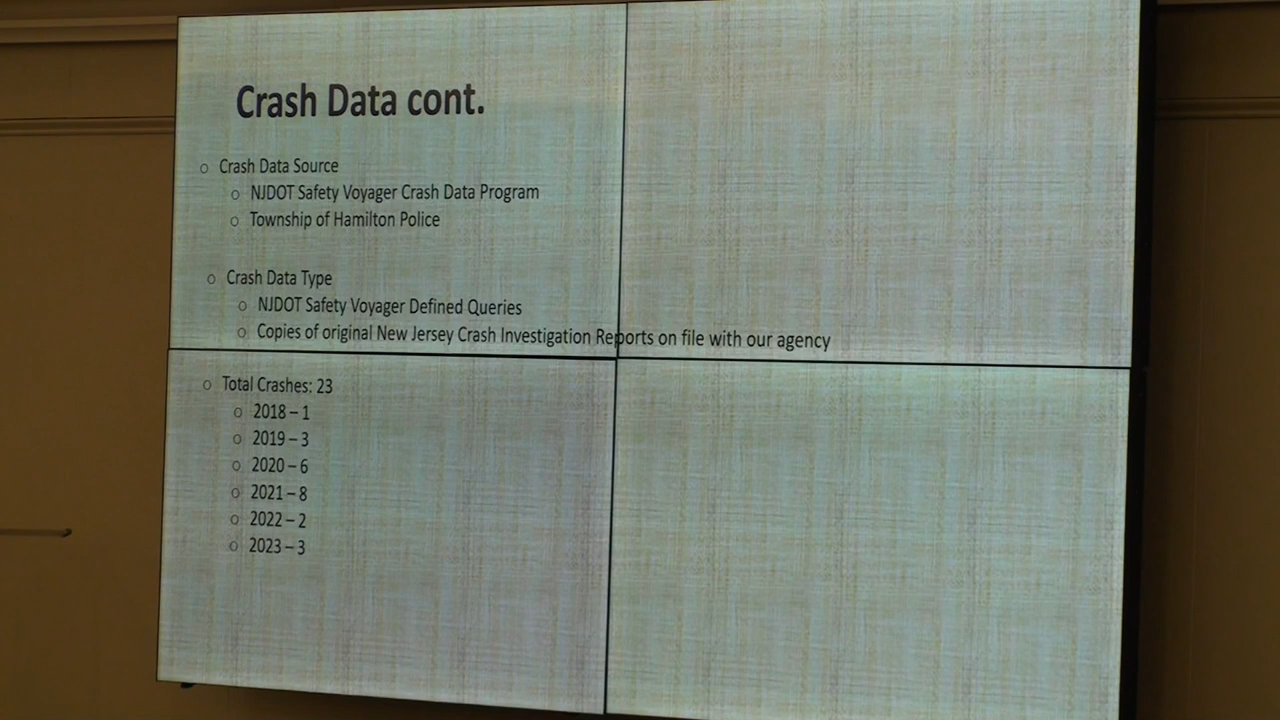 Crash Data cont.
o Crash Data Source
o NJDOT Safety Voyager Crash Data Program
o Township of Hamilton Police
o Crash Data Type
o NJDOT Safety Voyager Defined Queries
o Copies of original New Jersey Crash Investigation Reports on file with our agency
o Total Crashes: 23
o 2018 – 1
o 2019 – 3
o 2020 – 6
o 2021 – 8
o 2022 – 2
o 2023 – 3